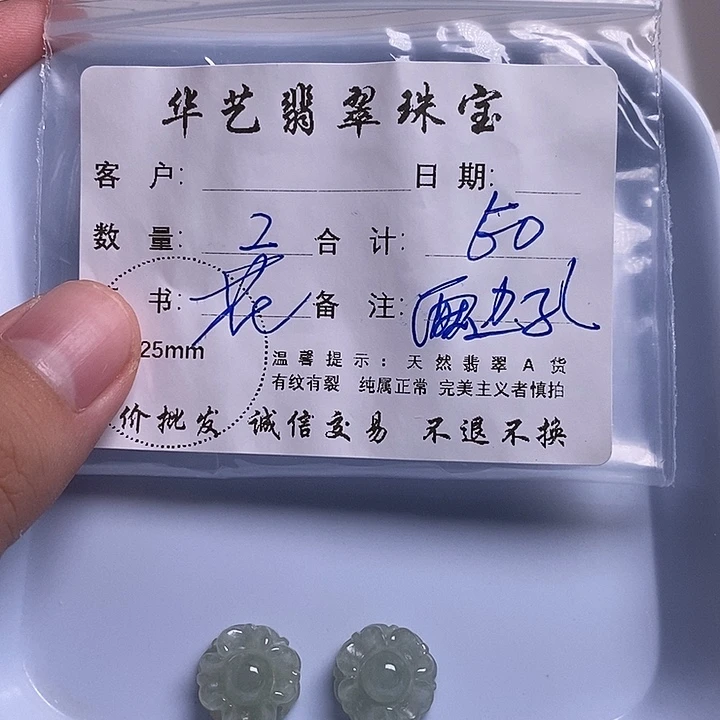 华艺翡翠珠宝
客 户: 日 期:
数 量: 2 合 计: 50
书: 花 备 注: 边孔
25mm
温馨提示:天然翡翠A货
有纹有裂 纯属正常 完美主义者慎拍
价批发 诚信交易 不退不换